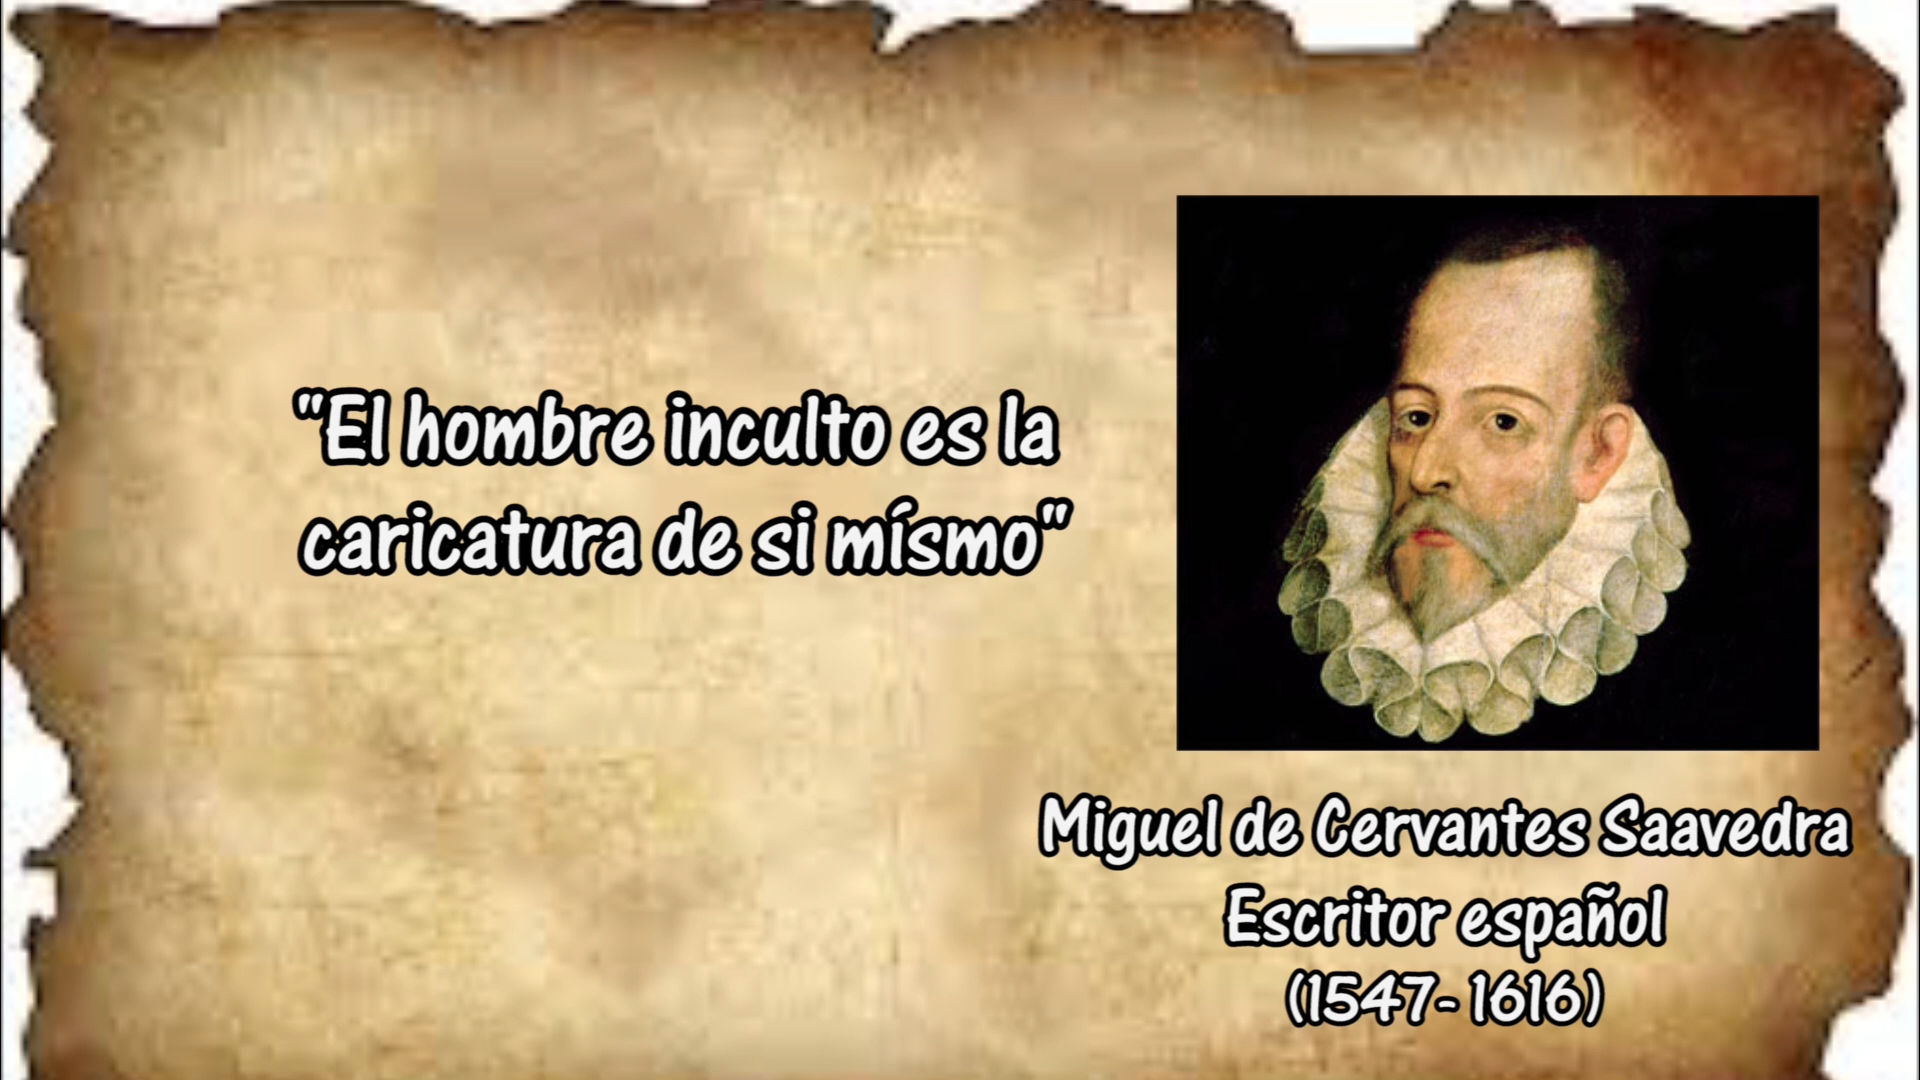 "El hombre inculto es la
caricatura de si mísmo"
Miguel de Cervantes Saavedra
Escritor español
(1547-1616)